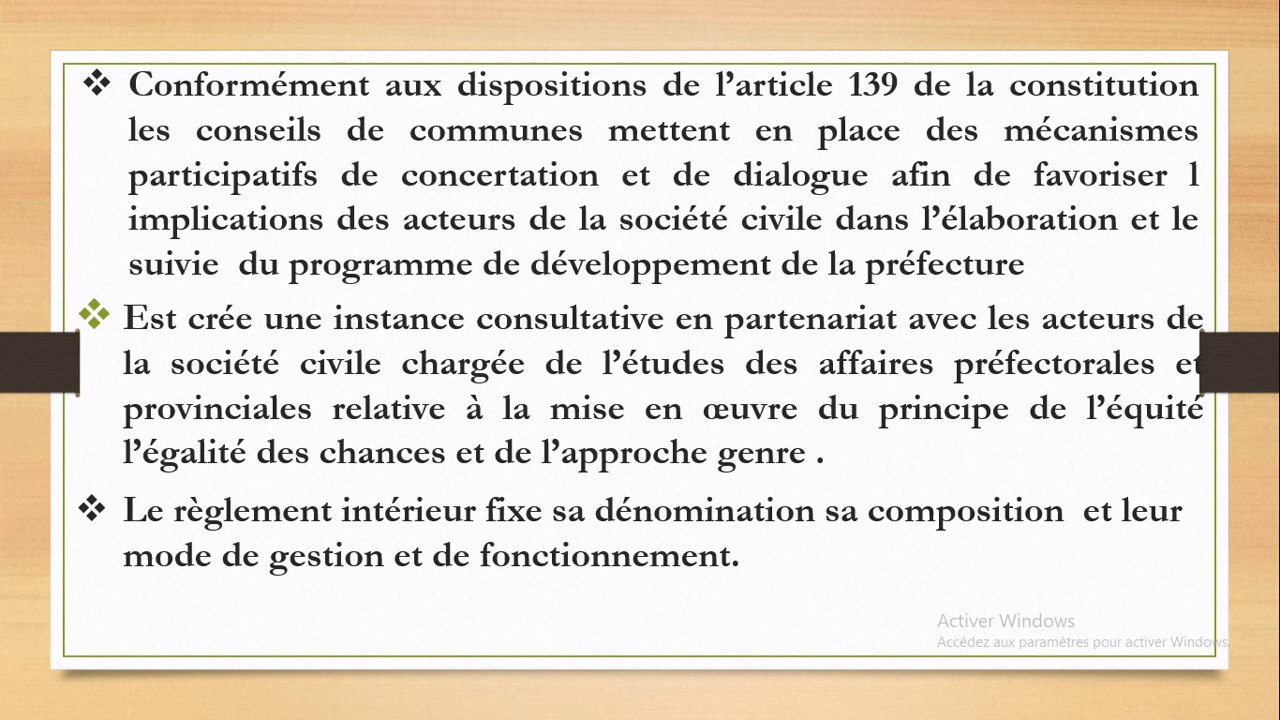 ❖ Conformément aux dispositions de l’article 139 de la constitution
les conseils de communes mettent en place des mécanismes
participatifs de concertation et de dialogue afin de favoriser l
implications des acteurs de la société civile dans l’élaboration et le
suivie du programme de développement de la préfecture
❖ Est crée une instance consultative en partenariat avec les acteurs de
la société civile chargée de l’études des affaires préfectorales et
provinciales relative à la mise en œuvre du principe de l’équité
l’égalité des chances et de l’approche genre .
❖ Le règlement intérieur fixe sa dénomination sa composition et leur
mode de gestion et de fonctionnement.
Activer Windows
Accédez aux paramètres pour activer Windows.